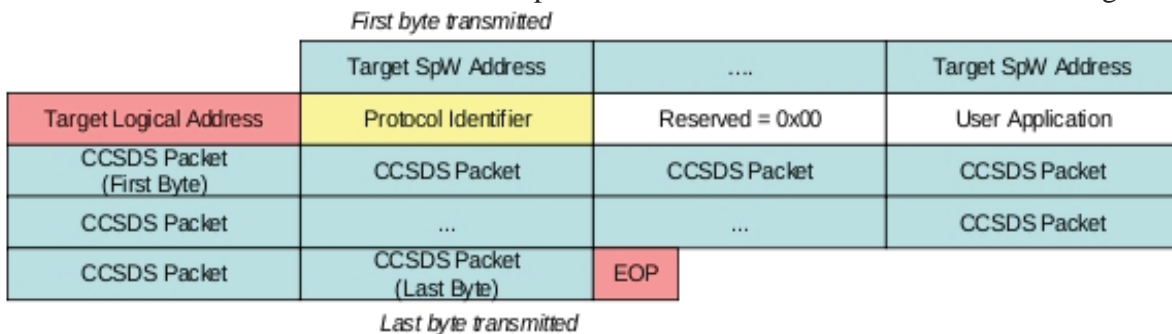 First byte transmitted
Target SpW Address .... Target SpW Address
Target Logical Address Protocol Identifier Reserved = 0x00 User Application
CCSDS Packet
(First Byte) CCSDS Packet CCSDS Packet CCSDS Packet
CCSDS Packet ... ... CCSDS Packet
CCSDS Packet CCSDS Packet
(Last Byte) EOP
Last byte transmitted